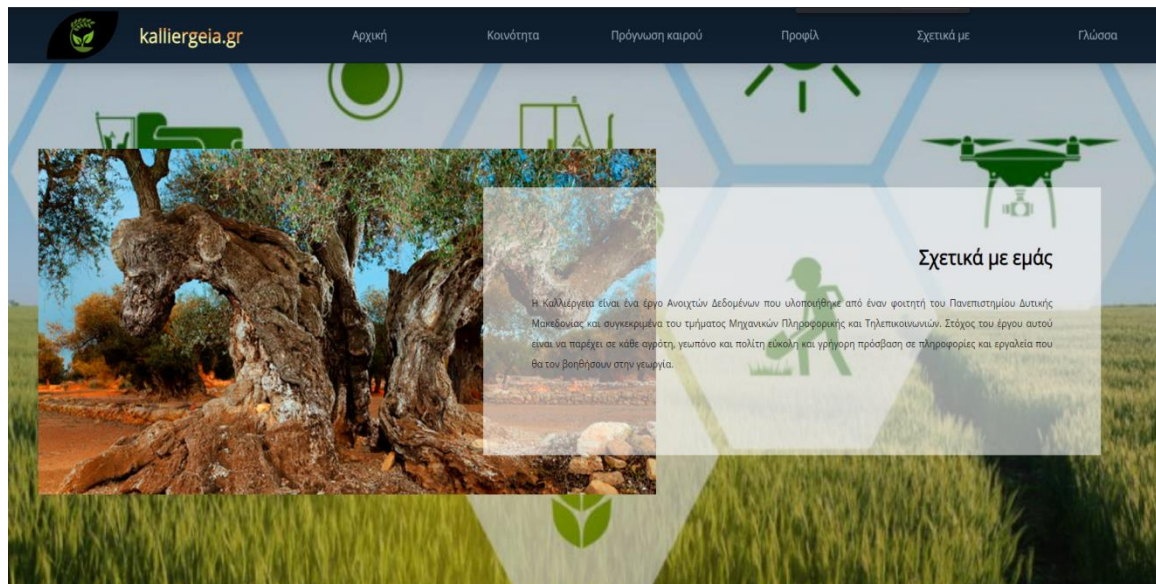 kalliergeia.gr
Αρχική
Κοινότητα
Πρόγνωση καιρού
Προφίλ
Σχετικά με
Γλώσσα
Σχετικά με εμάς
Η Καλλιέργεια είναι ένα έργο Ανοιχτών Δεδομένων που υλοποιήθηκε από έναν φοιτητή του Πανεπιστημίου Δυτικής
Μακεδονίας και συγκεκριμένα του τμήματος Μηχανικών Πληροφορικής και Τηλεπικοινωνιών. Στόχος του έργου αυτού
είναι να παρέχει σε κάθε αγρότη, γεωπόνο και πολίτη εύκολη και γρήγορη πρόσβαση σε πληροφορίες και εργαλεία που
θα τον βοηθήσουν στην γεωργία.